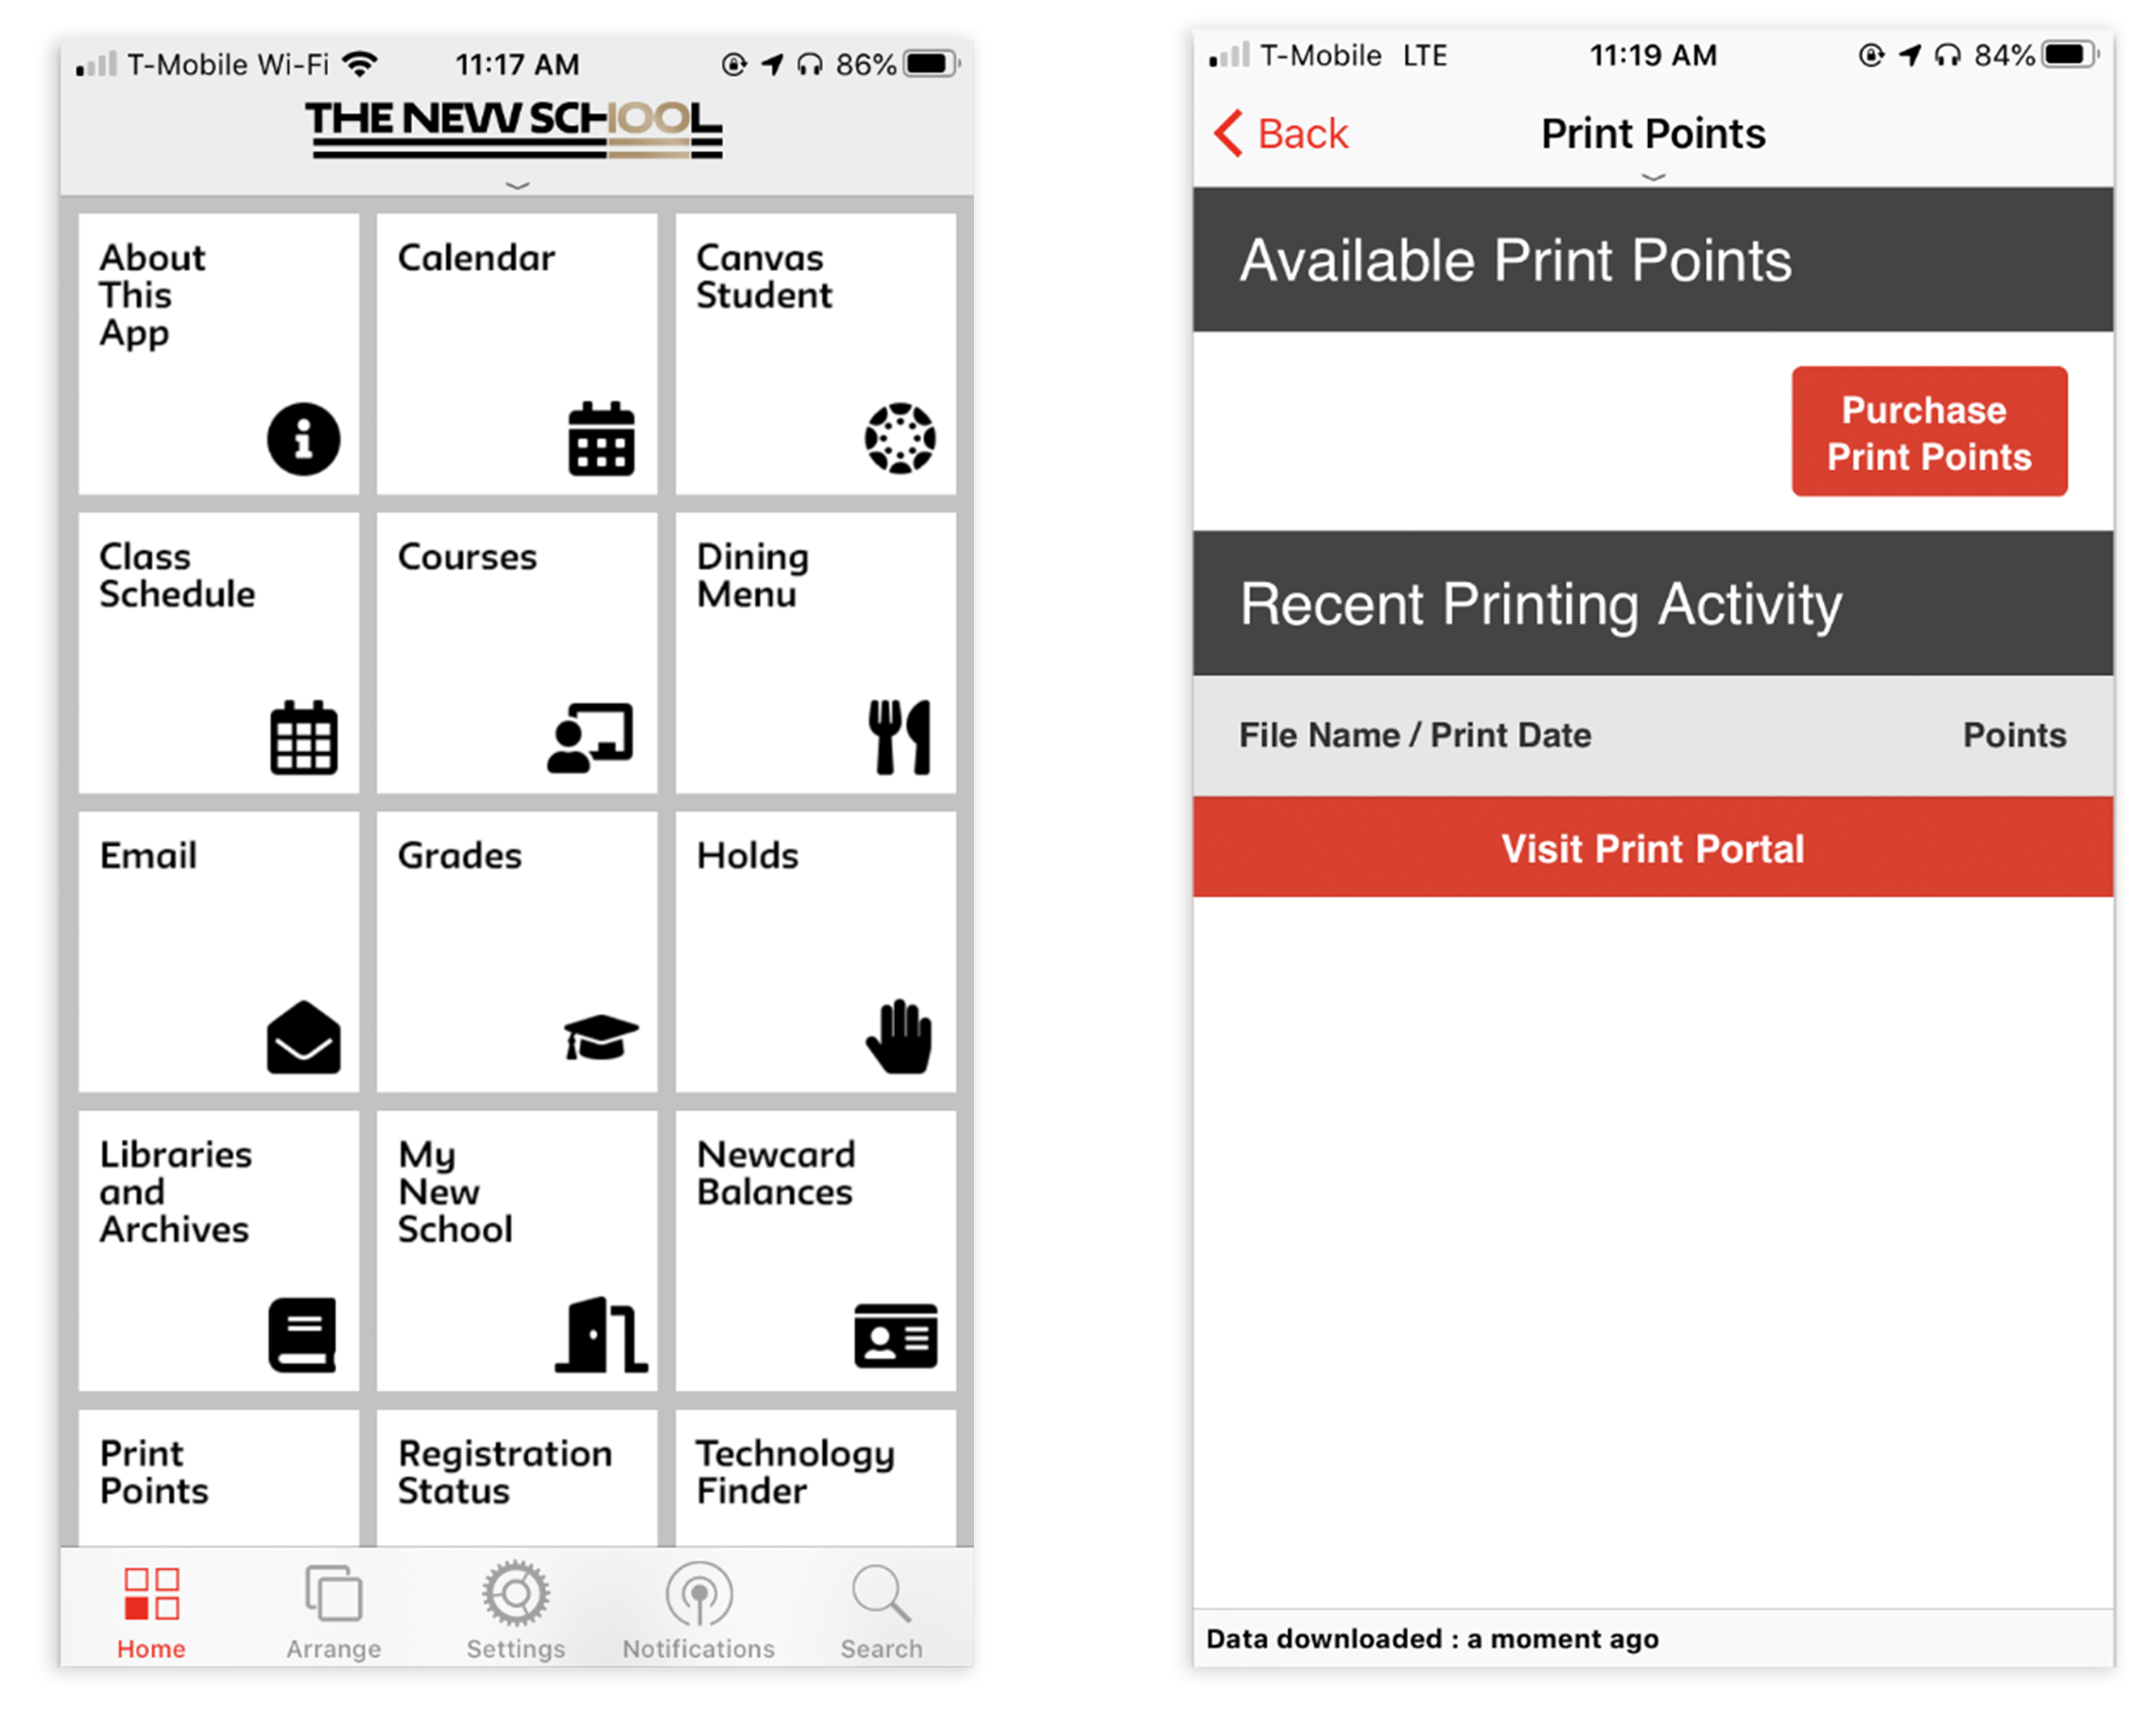 T-Mobile Wi-Fi 11:17 AM 86%
THE NEW SCHOOL
About
This
App
Calendar
Canvas
Student
Class
Schedule
Courses
Dining
Menu
Email
Grades
Holds
Libraries
and
Archives
My
New
School
Newcard
Balances
Print
Points
Registration
Status
Technology
Finder
Home
Arrange
Settings
Notifications
Search
T-Mobile LTE 11:19 AM 84%
Back
Print Points
Available Print Points
Purchase
Print Points
Recent Printing Activity
File Name / Print Date Points
Visit Print Portal
Data downloaded : a moment ago